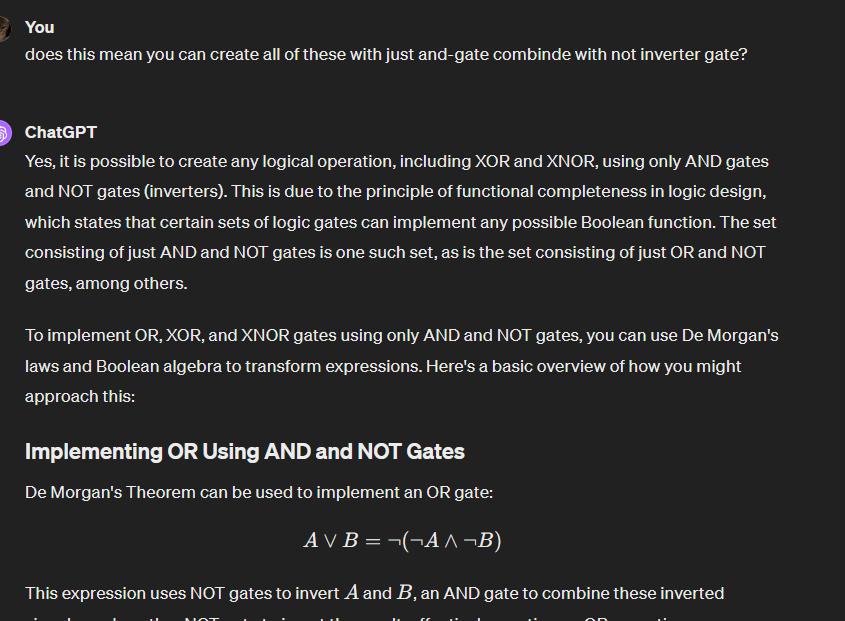 You
does this mean you can create all of these with just and-gate combinde with not inverter gate?
ChatGPT
Yes, it is possible to create any logical operation, including XOR and XNOR, using only AND gates
and NOT gates (inverters). This is due to the principle of functional completeness in logic design,
which states that certain sets of logic gates can implement any possible Boolean function. The set
consisting of just AND and NOT gates is one such set, as is the set consisting of just OR and NOT
gates, among others.
To implement OR, XOR, and XNOR gates using only AND and NOT gates, you can use De Morgan's
laws and Boolean algebra to transform expressions. Here's a basic overview of how you might
approach this:
Implementing OR Using AND and NOT Gates
De Morgan's Theorem can be used to implement an OR gate:
A ∨ B = ¬(¬A ∧ ¬B)
This expression uses NOT gates to invert A and B, an AND gate to combine these inverted